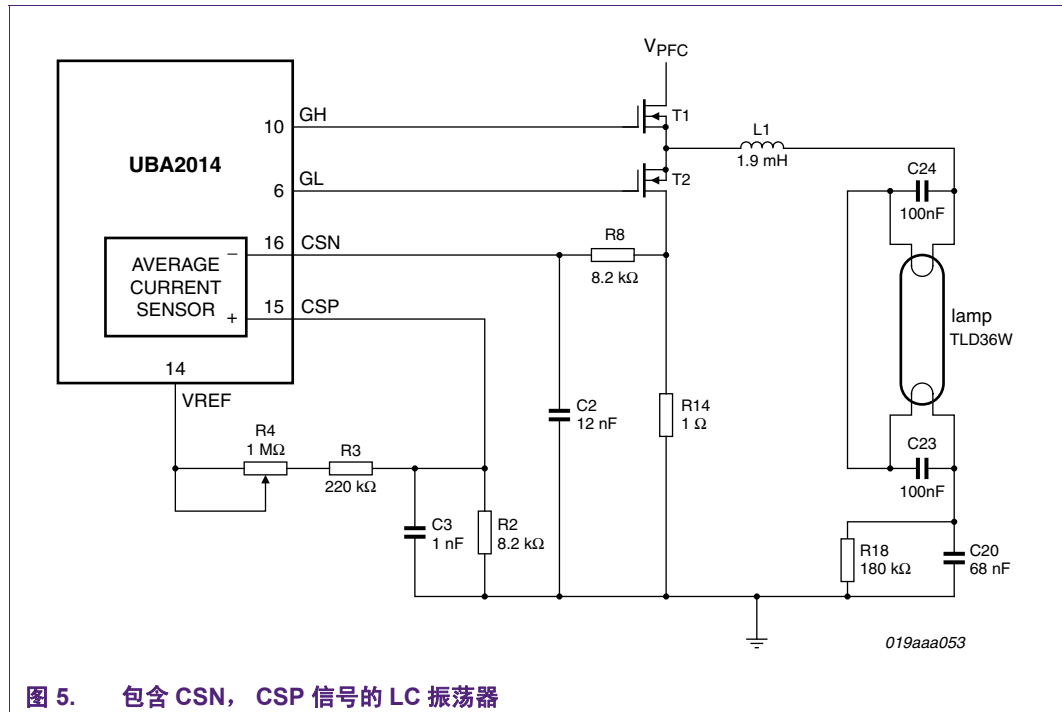 VPFC
10 GH
T1
L1
1.9 mH
UBA2014
6 GL
T2
C24
100nF
16 CSN
R8
8.2 kΩ
AVERAGE
CURRENT
SENSOR
−
+
15 CSP
lamp
TLD36W
14
VREF
C2
12 nF
R14
1 Ω
R4
1 MΩ
R3
220 kΩ
C23
100nF
C3
1 nF
R2
8.2 kΩ
R18
180 kΩ
C20
68 nF
019aaa053
图 5. 包含 CSN， CSP 信号的 LC 振荡器